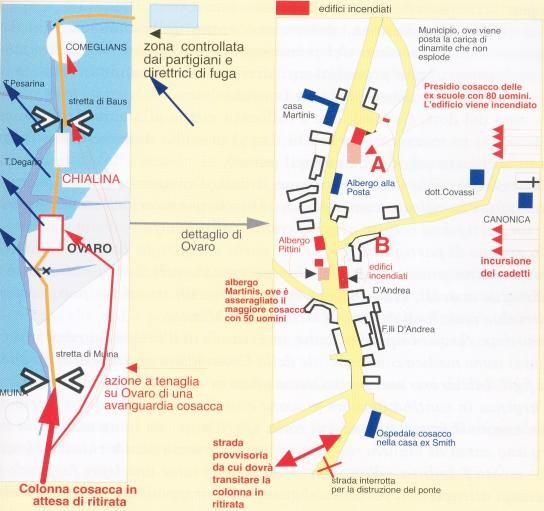 edifici incendiati
COMEGLIANS
zona controllata
dai partigiani e
direttrici di fuga
T.Pesarina
stretta di Baus
T.Degano
CHIALINA
OVARO
dettaglio di
Ovaro
stretta di Muina
MUINA
azione a tenaglia
su Ovaro di una
avanguardia cosacca
Colonna cosacca in
attesa di ritirata
Municipio, ove viene
posta la carica di
dinamite che non
esplode
Presidio cosacco delle
ex scuole con 80 uomini.
L'edificio viene incendiato
casa
Martinis
A
Albergo alla
Posta
dott.Covassi
CANONICA
Albergo
Pittini
B
incursione
dei cadetti
edifici
incendiati
albergo
Martinis, ove è
asseragliato il
maggiore cosacco
con 50 uomini
D'Andrea
F.lli D'Andrea
Ospedale cosacco
nella casa ex Smith
strada
provvisoria
da cui dovrà
transitare la
colonna in
ritirata
strada interrotta
per la distruzione del ponte